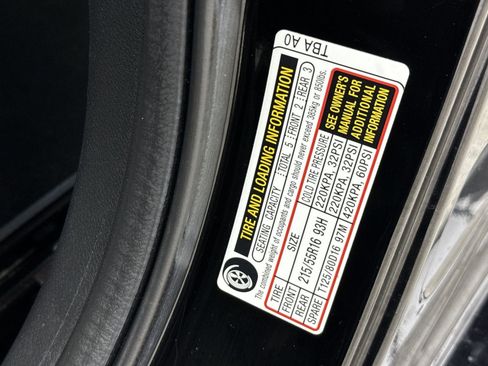 TBA A0
TIRE AND LOADING INFORMATION
SEATING CAPACITY TOTAL 5 FRONT 2 REAR 3
The combined weight of occupants and cargo should never exceed 385kg or 850lbs.
TIRE SIZE COLD TIRE PRESSURE
FRONT 215/55R16 93H 220KPA, 32PSI
REAR 220KPA, 32PSI
SPARE T125/80D16 97M 420KPA, 60PSI
SEE OWNER'S
MANUAL FOR
ADDITIONAL
INFORMATION